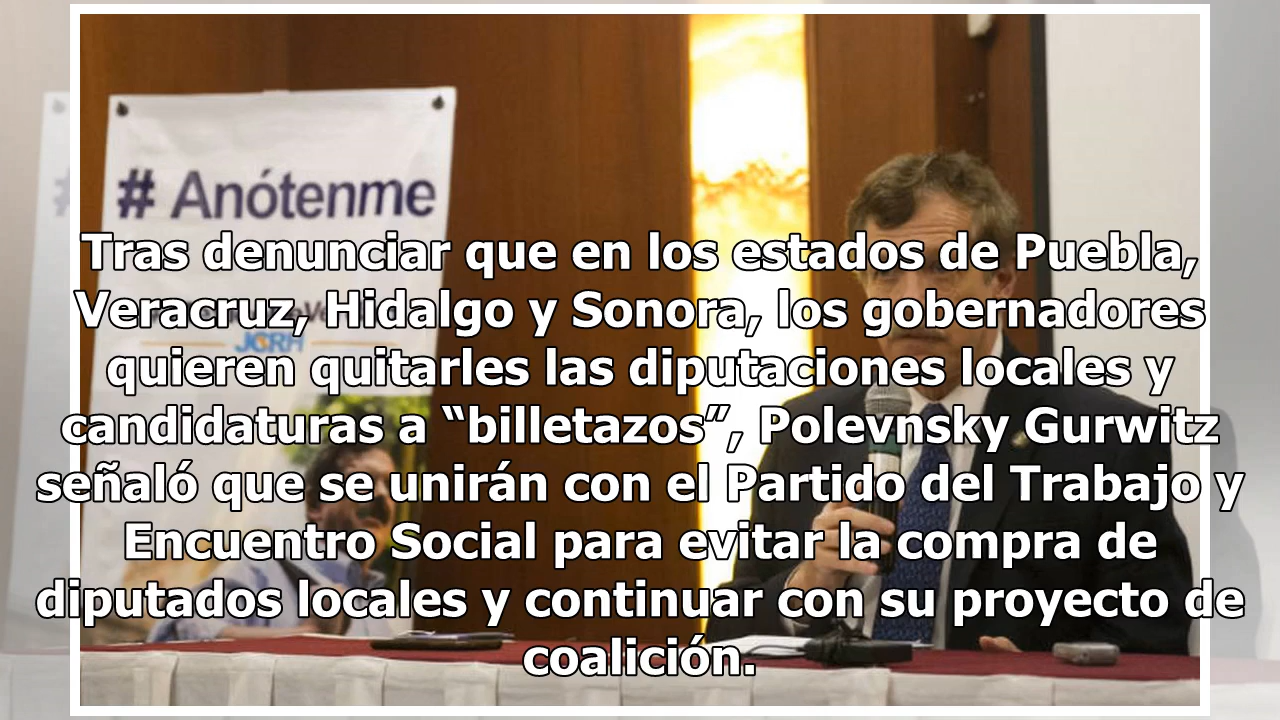 # Anótenme
JCRH
Tras denunciar que en los estados de Puebla,
Veracruz, Hidalgo y Sonora, los gobernadores
quieren quitarles las diputaciones locales y
candidaturas a “billetazos”, Polevnsky Gurwitz
señaló que se unirán con el Partido del Trabajo y
Encuentro Social para evitar la compra de
diputados locales y continuar con su proyecto de
coalición.